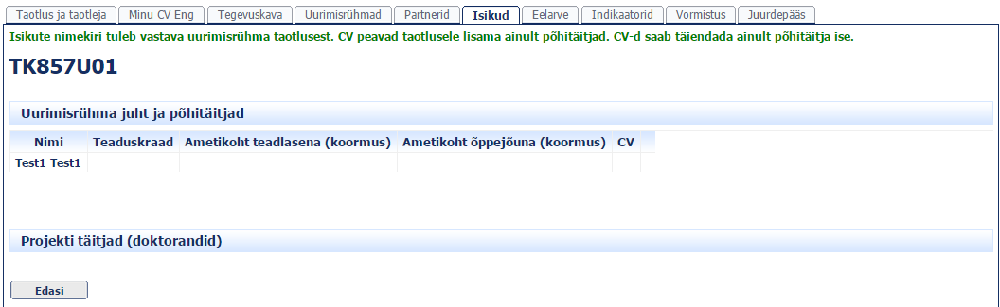 Taotlus ja taotleja Minu CV Eng Tegevuskava Uurimisrühmad Partnerid Isikud Eelarve Indikaatorid Vormistus Juurdepääs
Isikute nimekiri tuleb vastava uurimisrühma taotlusest. CV peavad taotlusele lisama ainult põhitäitjad. CV-d saab täiendada ainult põhitäitja ise.
TK857U01
Uurimisrühma juht ja põhitäitjad
Nimi Teaduskraad Ametikoht teadlasena (koormus) Ametikoht õppejõuna (koormus) CV
Test1 Test1
Projekti täitjad (doktorandid)
Edasi